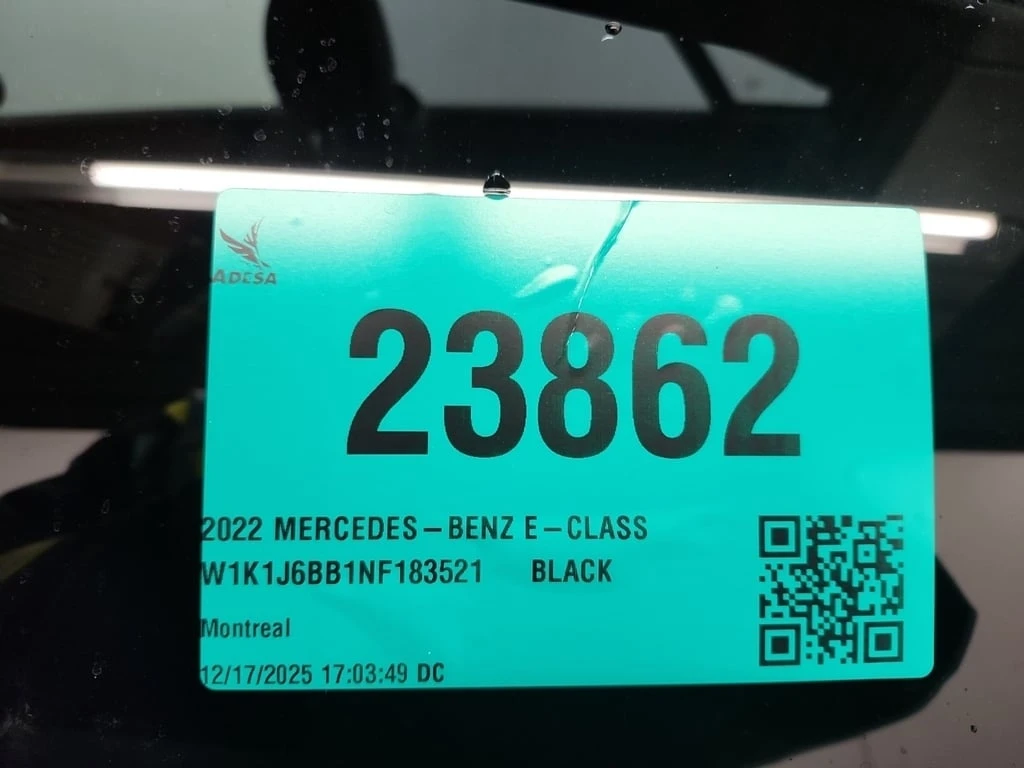 ADESA
23862
2022 MERCEDES-BENZ E-CLASS
W1K1J6BB1NF183521 BLACK
Montreal
12/17/2025 17:03:49 DC